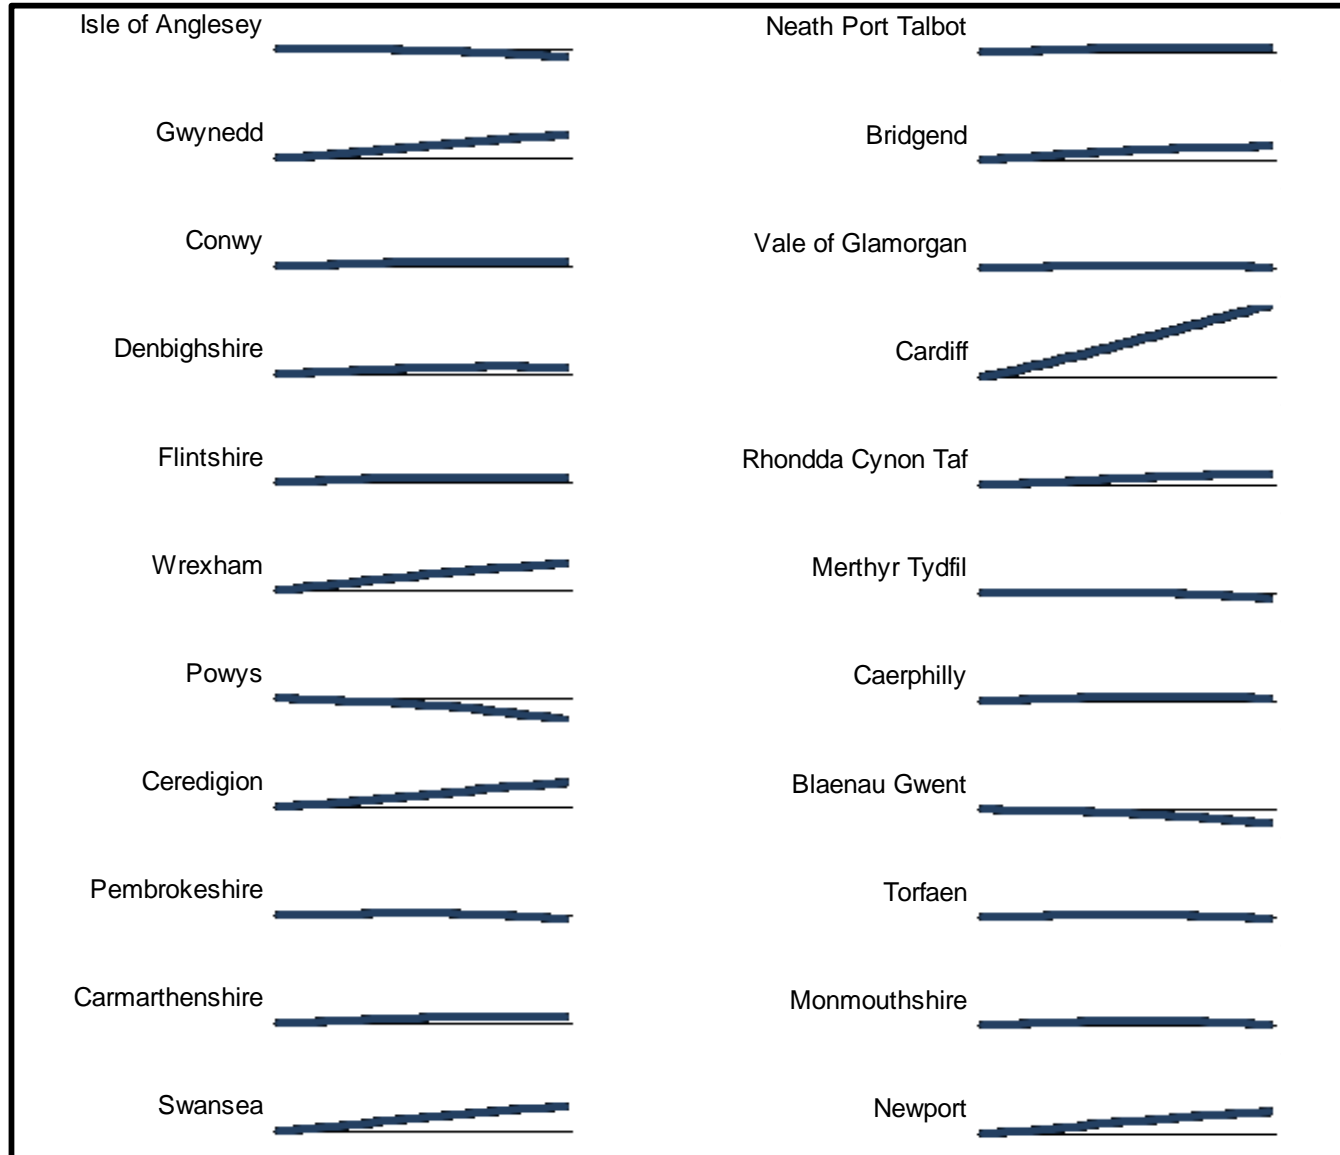 Isle of Anglesey
Gwynedd
Conwy
Denbighshire
Flintshire
Wrexham
Powys
Ceredigion
Pembrokeshire
Carmarthenshire
Swansea
Neath Port Talbot
Bridgend
Vale of Glamorgan
Cardiff
Rhondda Cynon Taf
Merthyr Tydfil
Caerphilly
Blaenau Gwent
Torfaen
Monmouthshire
Newport